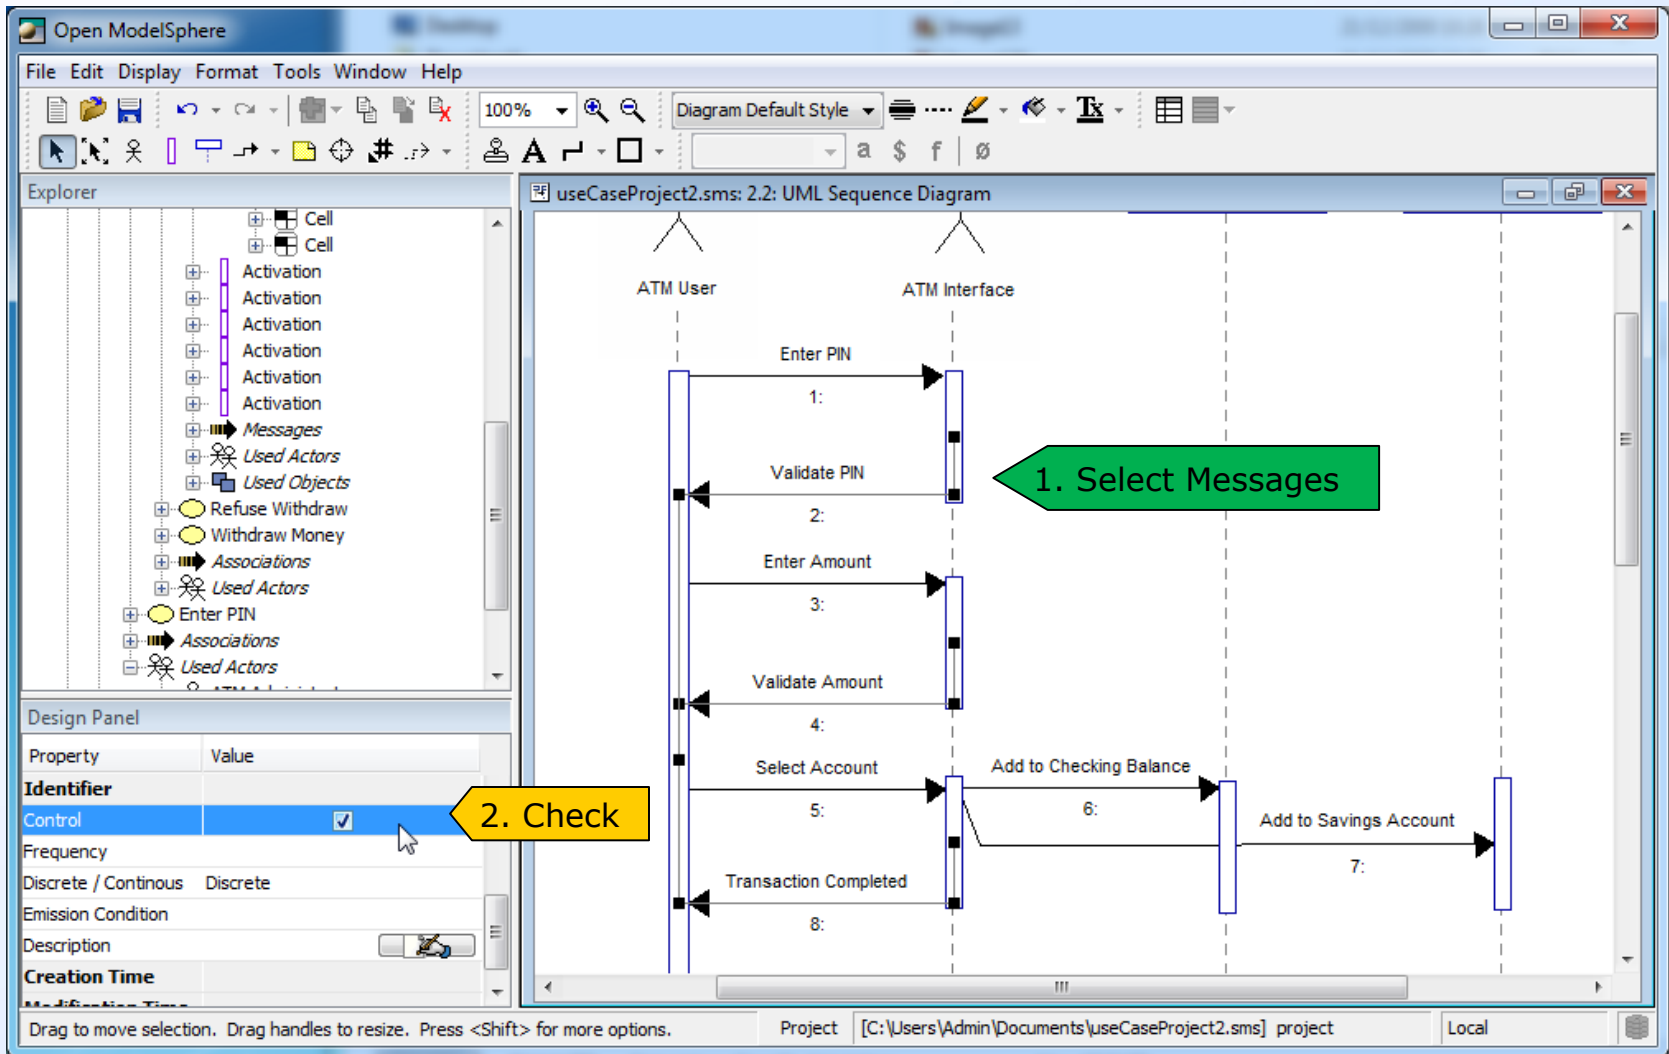 Open ModelSphere
File Edit Display Format Tools Window Help
100%
Diagram Default Style
Tx
A
a $ f ø
Explorer
Cell
Cell
Activation
Activation
Activation
Activation
Activation
Activation
Messages
Used Actors
Used Objects
Refuse Withdraw
Withdraw Money
Associations
Used Actors
Enter PIN
Associations
Used Actors
Design Panel
Property Value
Identifier
Control
Frequency
Discrete / Continous Discrete
Emission Condition
Description
Creation Time
Modification Time
2. Check
useCaseProject2.sms: 2.2: UML Sequence Diagram
ATM User
ATM Interface
Enter PIN
1:
1. Select Messages
Validate PIN
2:
Enter Amount
3:
Validate Amount
4:
Select Account
5:
Add to Checking Balance
6:
Add to Savings Account
7:
Transaction Completed
8:
Drag to move selection. Drag handles to resize. Press <Shift> for more options.
Project
[C:\Users\Admin\Documents\useCaseProject2.sms] project
Local